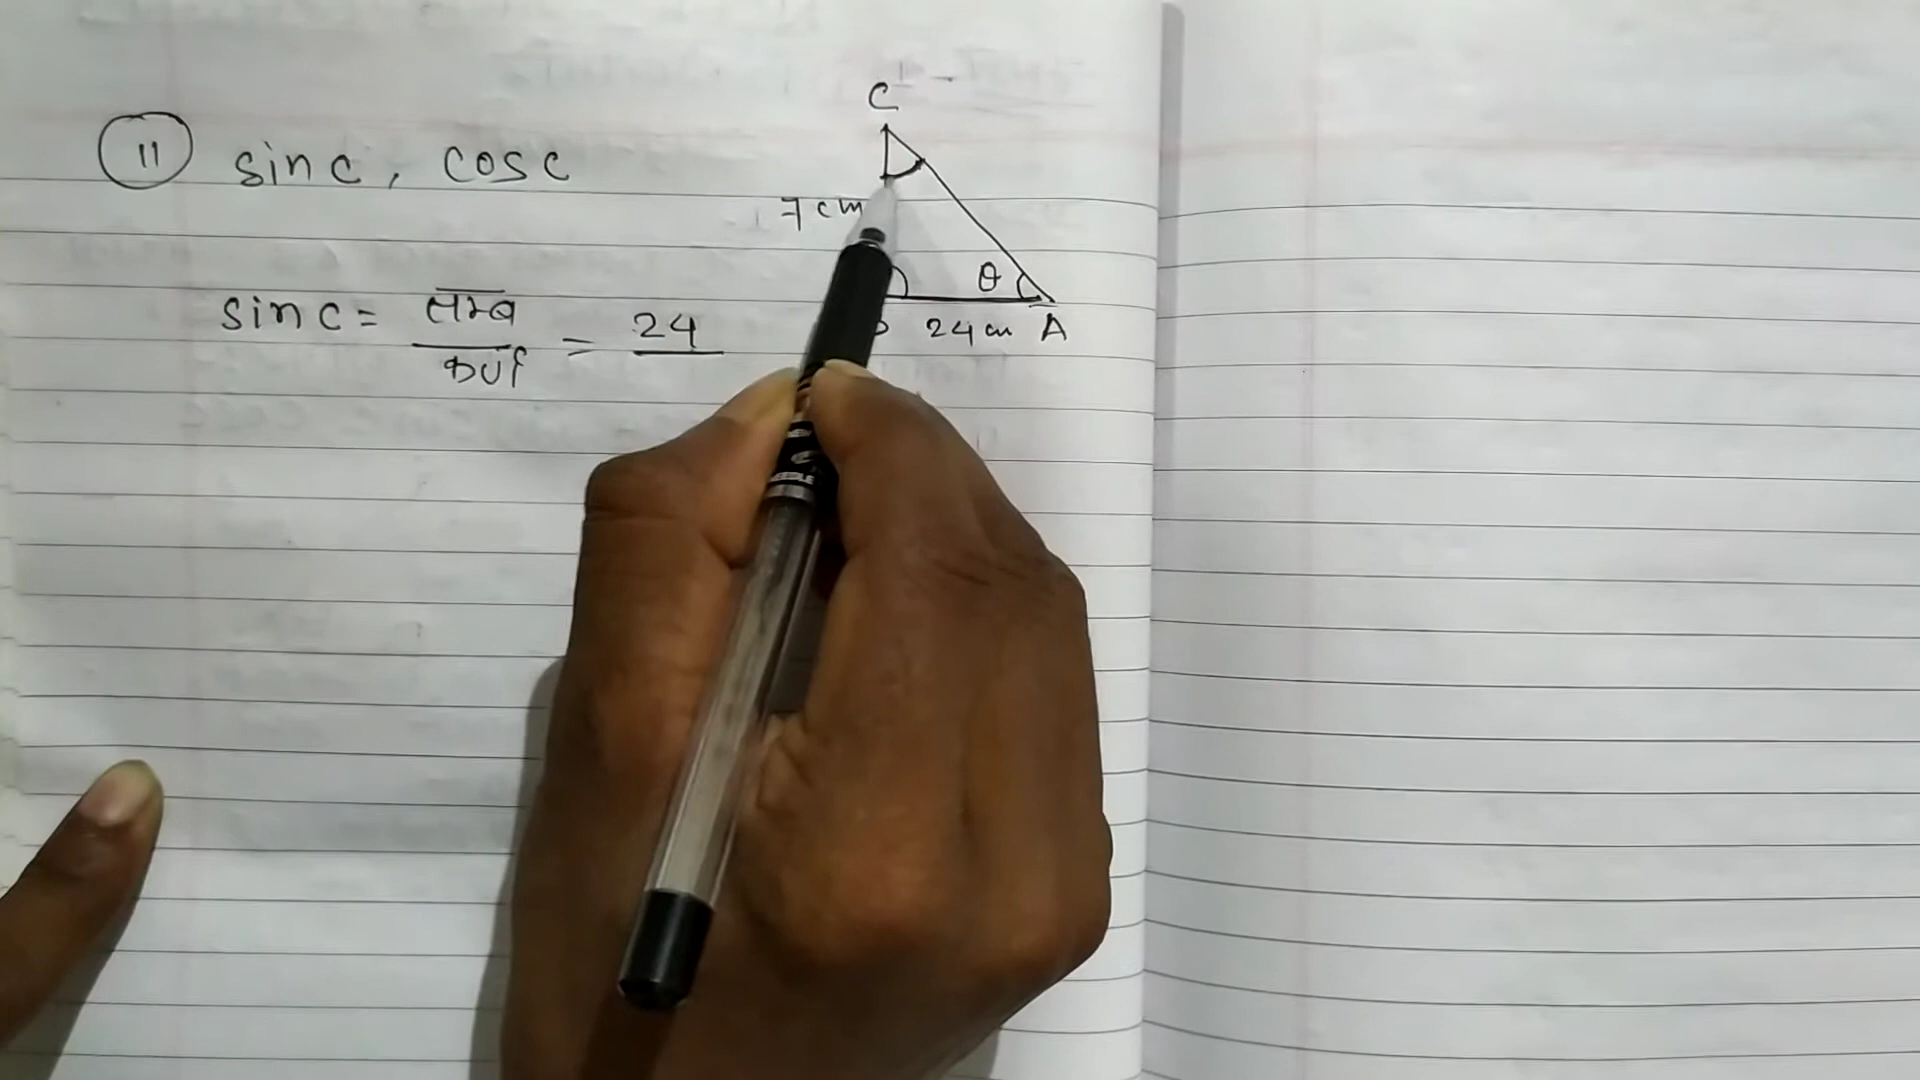 C
11 sin c, cos c
7 cm
θ
sin c = लम्ब / कर्ण = 24
24 cm A